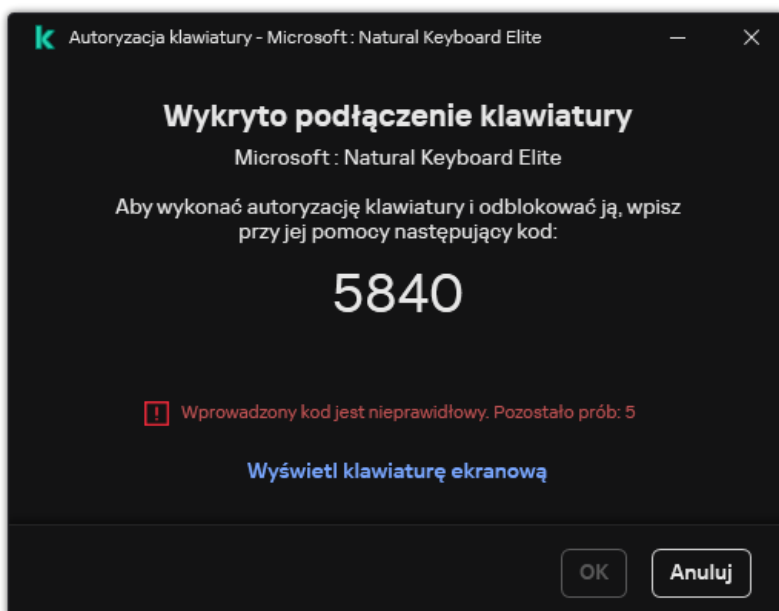 Autoryzacja klawiatury - Microsoft : Natural Keyboard Elite
Wykryto podłączenie klawiatury
Microsoft : Natural Keyboard Elite
Aby wykonać autoryzację klawiatury i odblokować ją, wpisz
przy jej pomocy następujący kod:
5840
Wprowadzony kod jest nieprawidłowy. Pozostało prób: 5
Wyświetl klawiaturę ekranową
OK
Anuluj